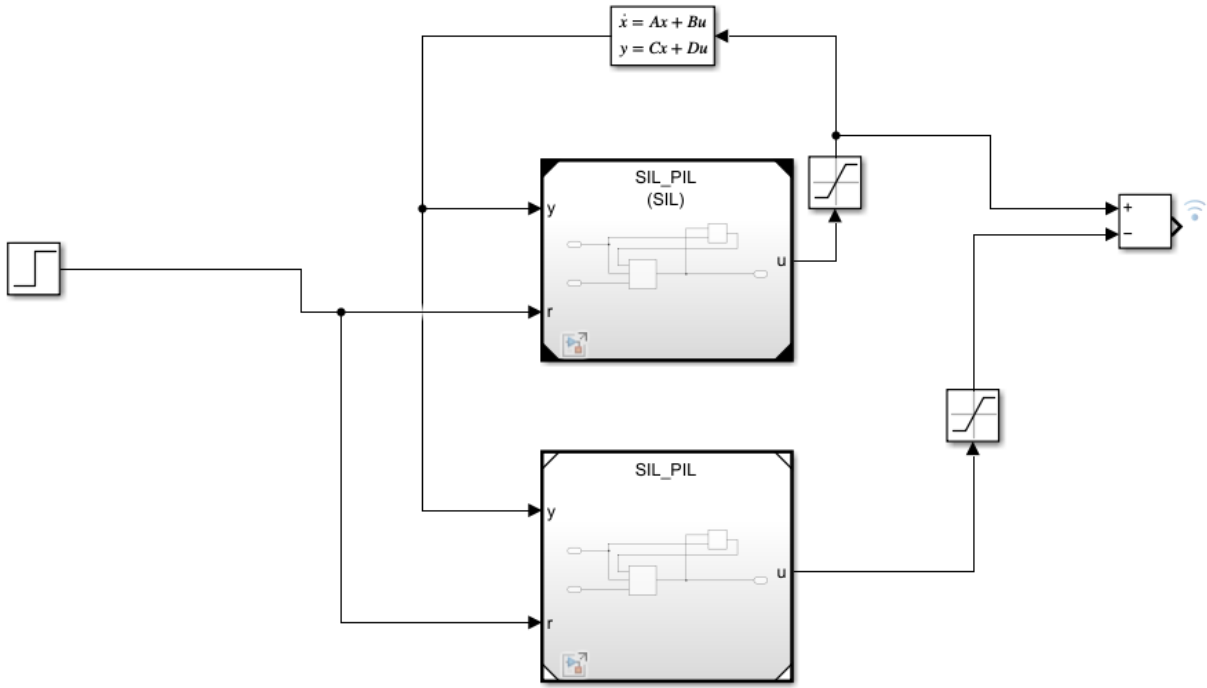 ẋ = Ax + Bu
y = Cx + Du
SIL_PIL
(SIL)
y
u
r
+
−
SIL_PIL
y
u
r